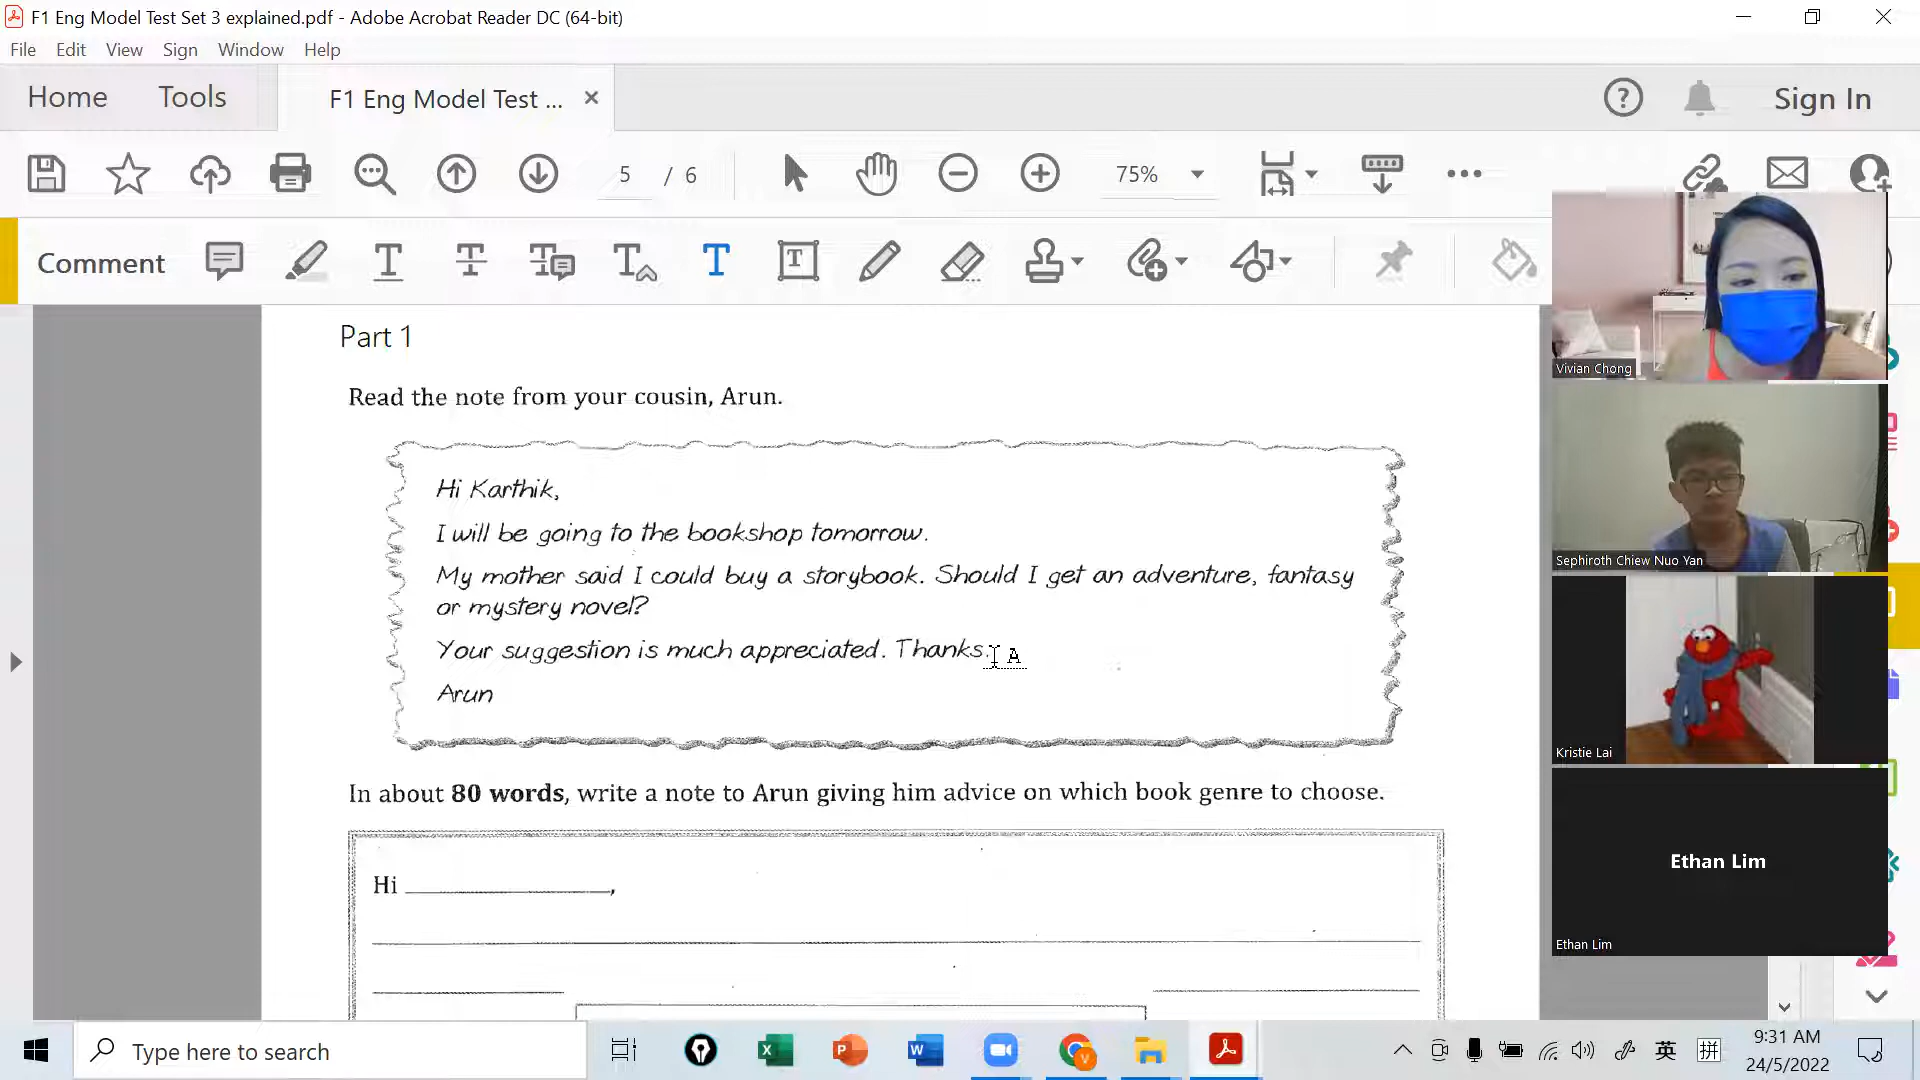 F1 Eng Model Test Set 3 explained.pdf - Adobe Acrobat Reader DC (64-bit)
File Edit View Sign Window Help
Home Tools F1 Eng Model Test ... Sign In
5 / 6 75%
Comment
Part 1
Read the note from your cousin, Arun.
Hi Karthik,
I will be going to the bookshop tomorrow.
My mother said I could buy a storybook. Should I get an adventure, fantasy
or mystery novel?
Your suggestion is much appreciated. Thanks.
Arun
In about 80 words, write a note to Arun giving him advice on which book genre to choose.
Hi ,
Vivian Chong
Sephiroth Chiew Nuo Yan
Kristie Lai
Ethan Lim
Ethan Lim
Type here to search
英 拼
9:31 AM
24/5/2022